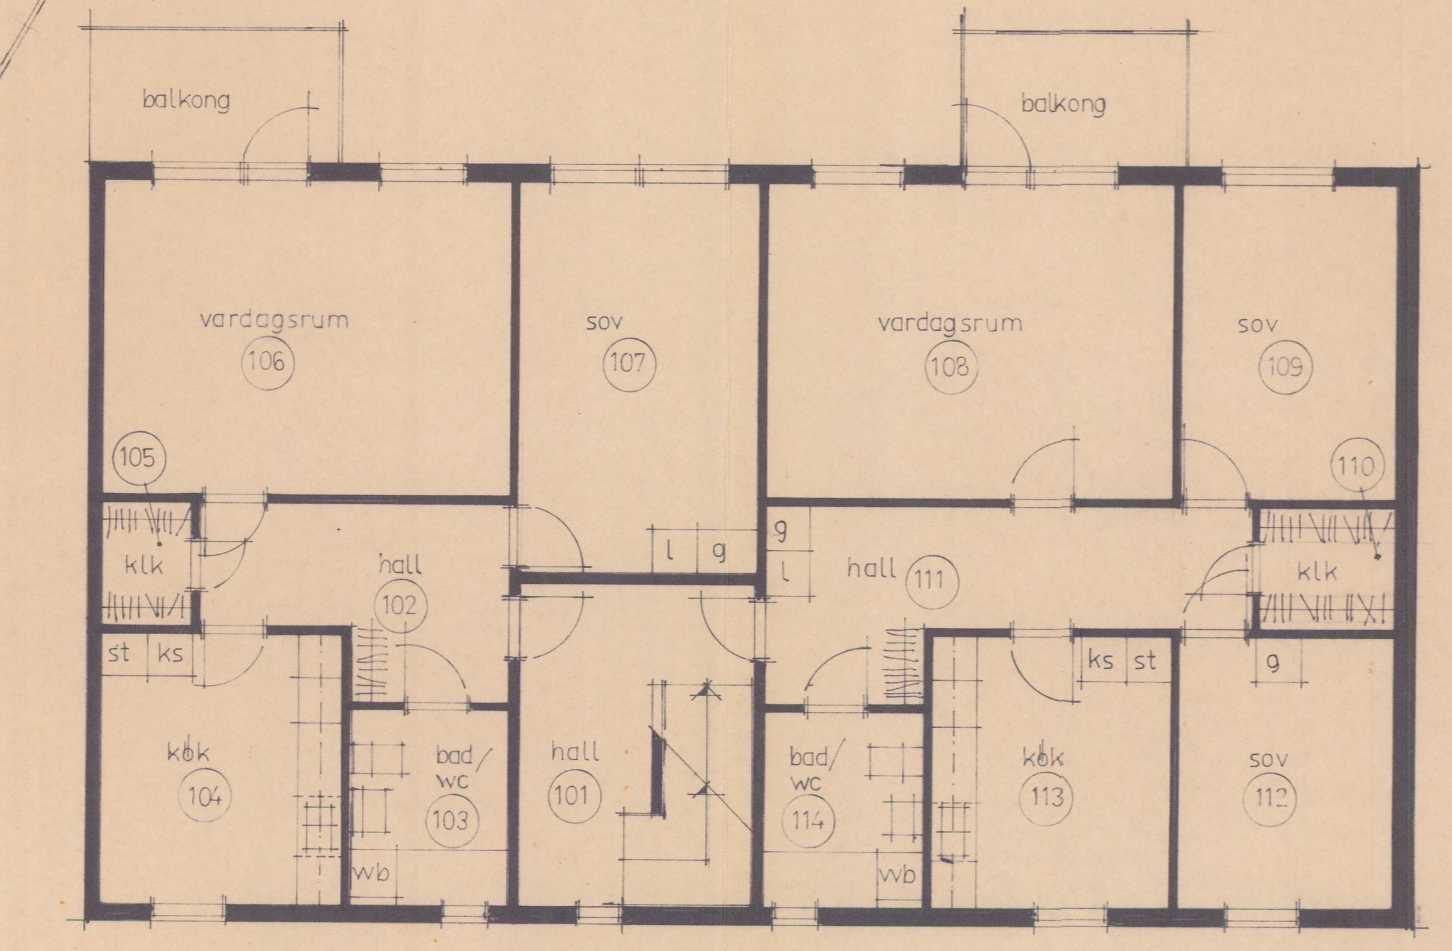 balkong
balkong
vardagsrum
106
sov
107
vardagsrum
108
sov
109
105
110
klk
hall
102
l g
g
l
hall 111
klk
st ks
ks st
g
kök
104
bad/
wc
103
wb
hall
101
bad/
wc
114
wb
kök
113
sov
112